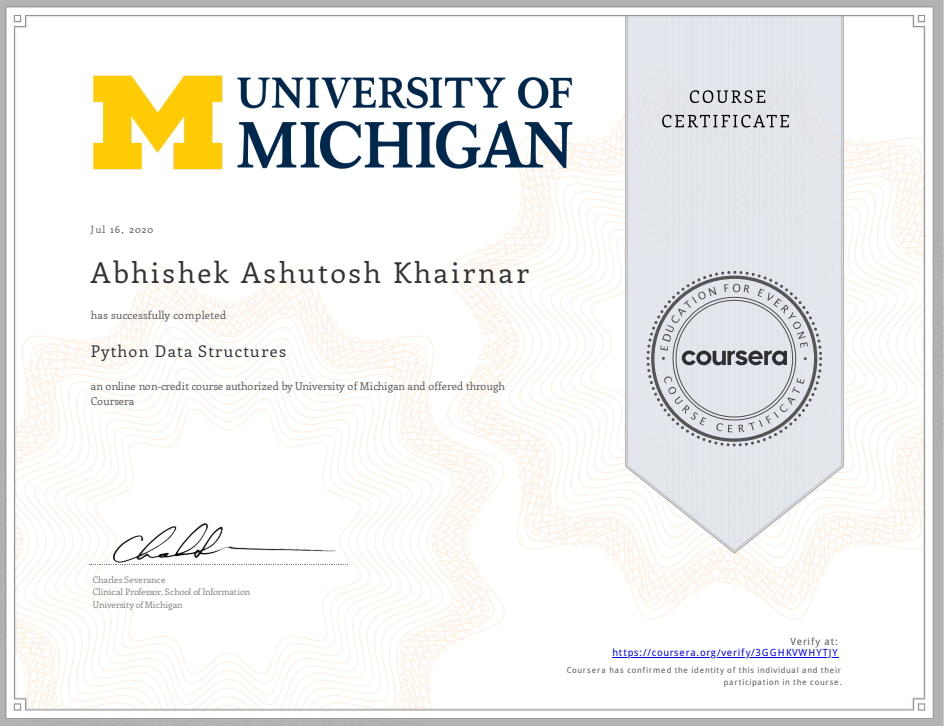 M
UNIVERSITY OF
MICHIGAN
COURSE
CERTIFICATE
Jul 16, 2020
Abhishek Ashutosh Khairnar
has successfully completed
Python Data Structures
an online non-credit course authorized by University of Michigan and offered through
Coursera
EDUCATION FOR EVERYONE
coursera
COURSE CERTIFICATE
Charles Severance
Clinical Professor, School of Information
University of Michigan
Verify at:
https://coursera.org/verify/3GGHKVWHYTJY
Coursera has confirmed the identity of this individual and their
participation in the course.